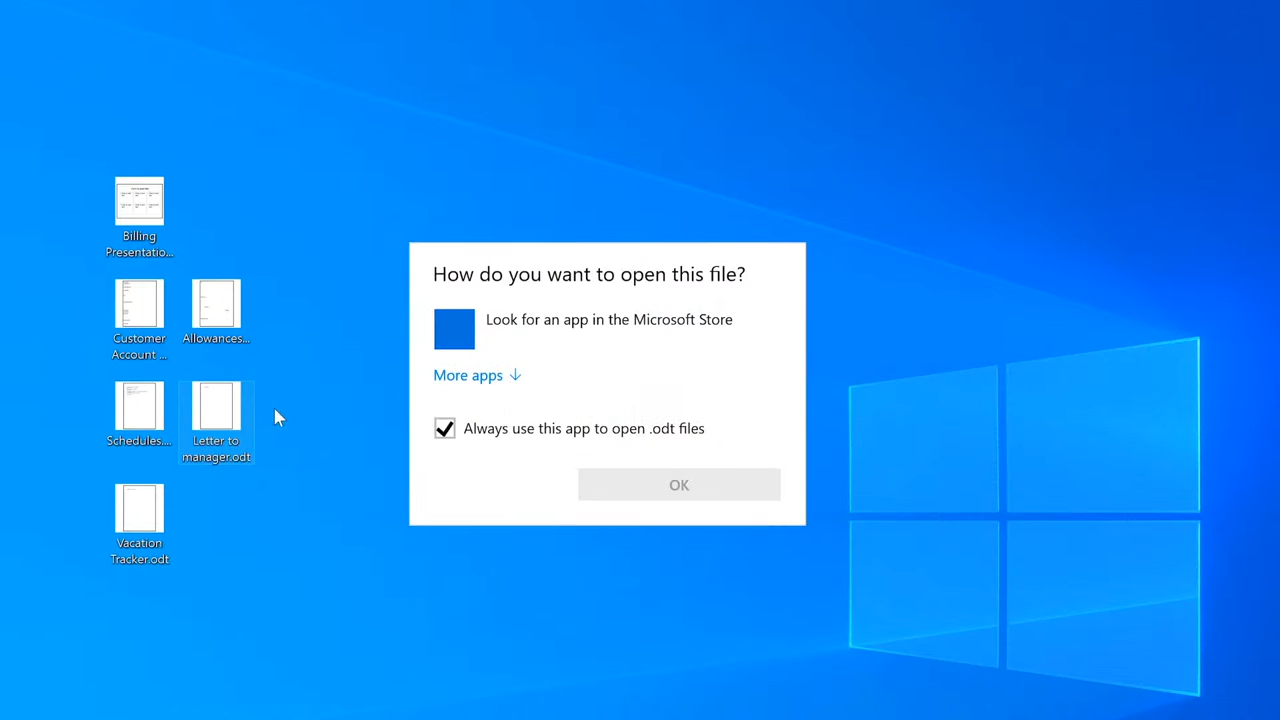 Billing
Presentatio...
Customer
Account ...
Allowances...
Schedules....
Letter to
manager.odt
Vacation
Tracker.odt
How do you want to open this file?
Look for an app in the Microsoft Store
More apps ↓
Always use this app to open .odt files
OK